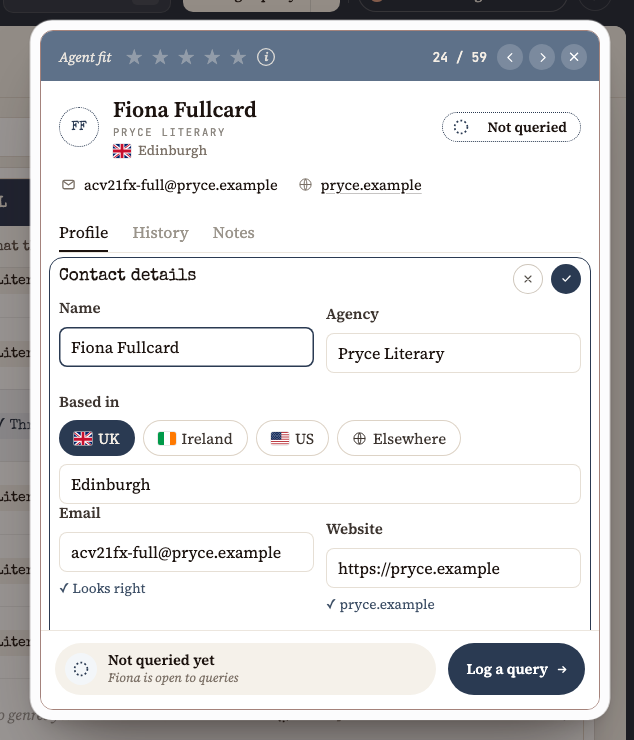 Agent fit
24 / 59
FF
Fiona Fullcard
PRYCE LITERARY
Edinburgh
Not queried
acv21fx-full@pryce.example
pryce.example
Profile
History
Notes
Contact details
Name
Agency
Fiona Fullcard
Pryce Literary
Based in
UK
Ireland
US
Elsewhere
Edinburgh
Email
Website
acv21fx-full@pryce.example
https://pryce.example
✓ Looks right
✓ pryce.example
Not queried yet
Fiona is open to queries
Log a query →